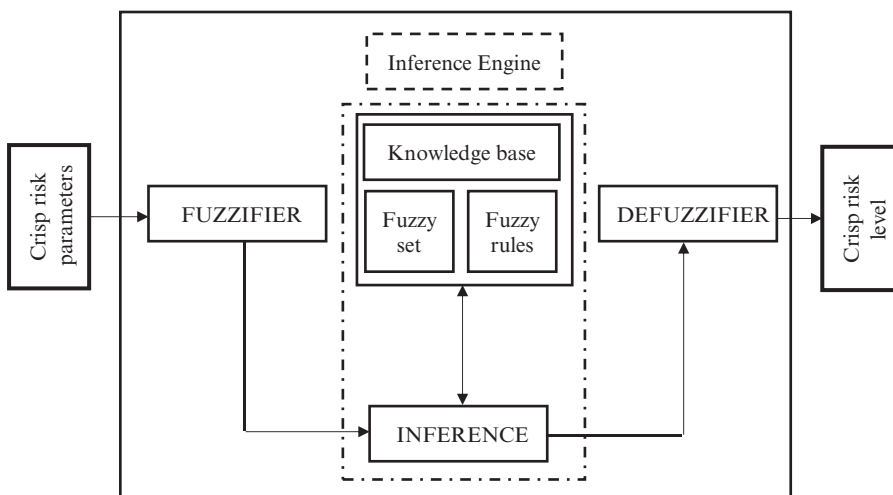 Inference Engine
Crisp risk
parameters
FUZZIFIER
Knowledge base
Fuzzy
set
Fuzzy
rules
DEFUZZIFIER
Crisp risk
level
INFERENCE